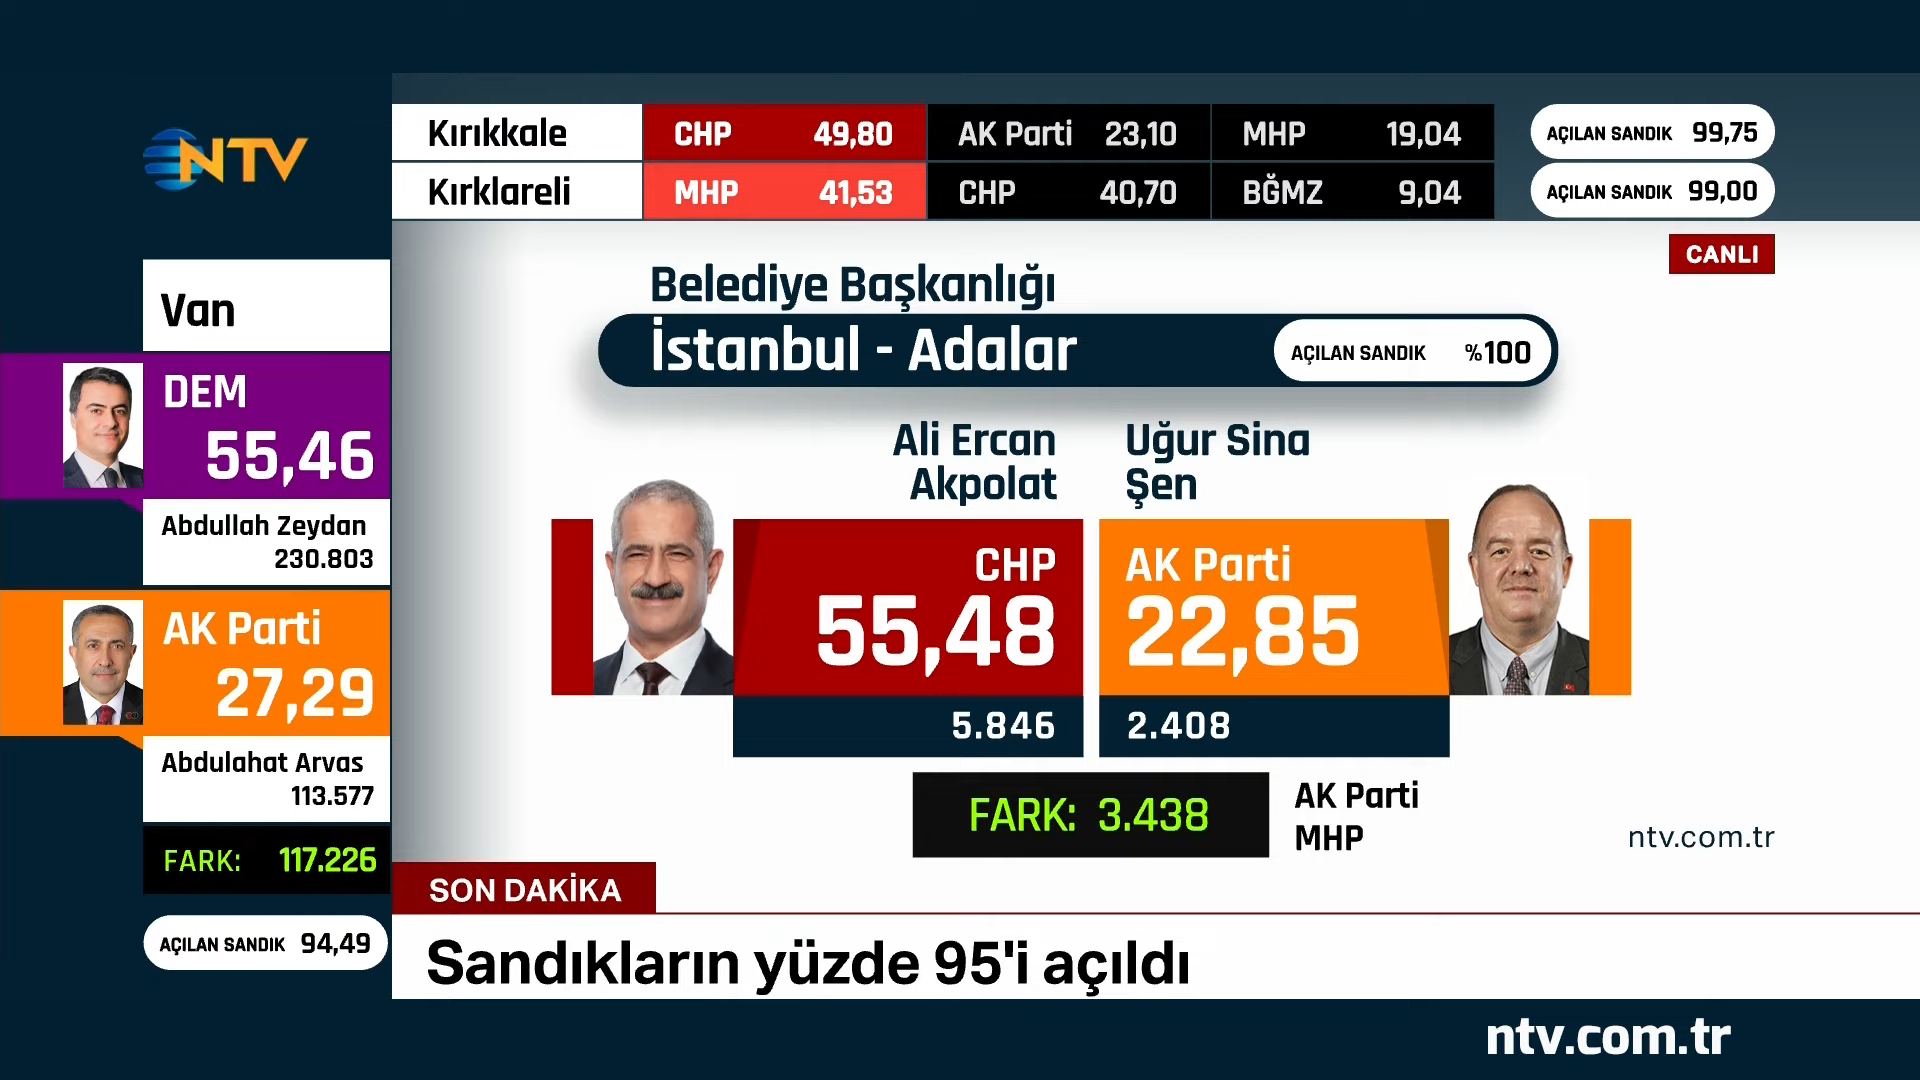 NTV
Kırıkkale CHP 49,80 AK Parti 23,10 MHP 19,04 AÇILAN SANDIK 99,75
Kırklareli MHP 41,53 CHP 40,70 BĞMZ 9,04 AÇILAN SANDIK 99,00
CANLI
Van
DEM
55,46
Abdullah Zeydan
230.803
AK Parti
27,29
Abdulahat Arvas
113.577
FARK: 117.226
AÇILAN SANDIK 94,49
Belediye Başkanlığı
İstanbul - Adalar AÇILAN SANDIK %100
Ali Ercan
Akpolat
CHP
55,48
5.846
Uğur Sina
Şen
AK Parti
22,85
2.408
FARK: 3.438
AK Parti
MHP
ntv.com.tr
SON DAKİKA
Sandıkların yüzde 95'i açıldı
ntv.com.tr